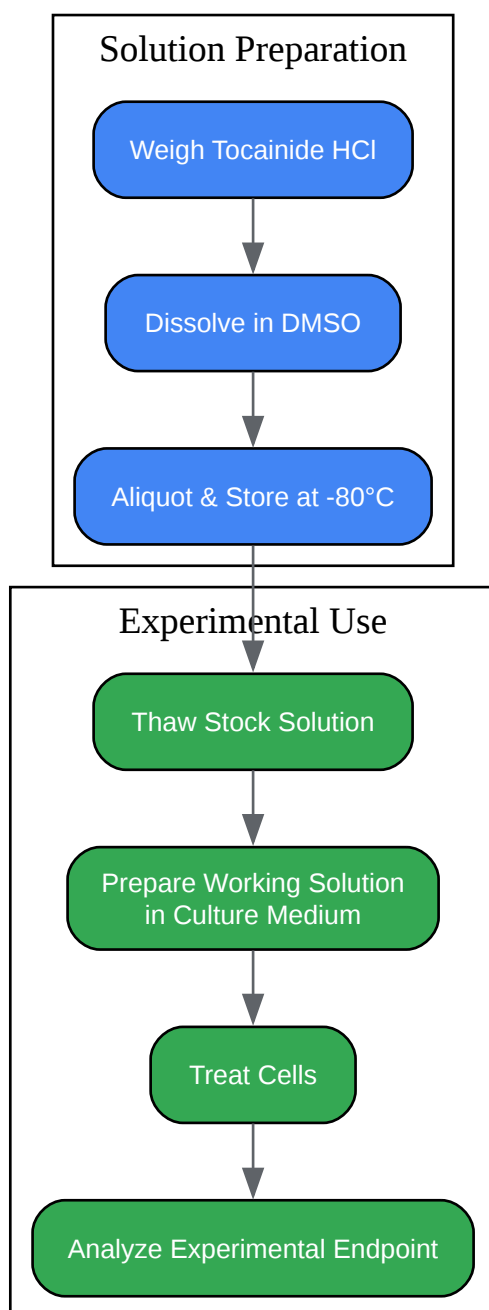 Solution Preparation
Weigh Tocainide HCl
Dissolve in DMSO
Aliquot & Store at -80°C
Experimental Use
Thaw Stock Solution
Prepare Working Solution
in Culture Medium
Treat Cells
Analyze Experimental Endpoint